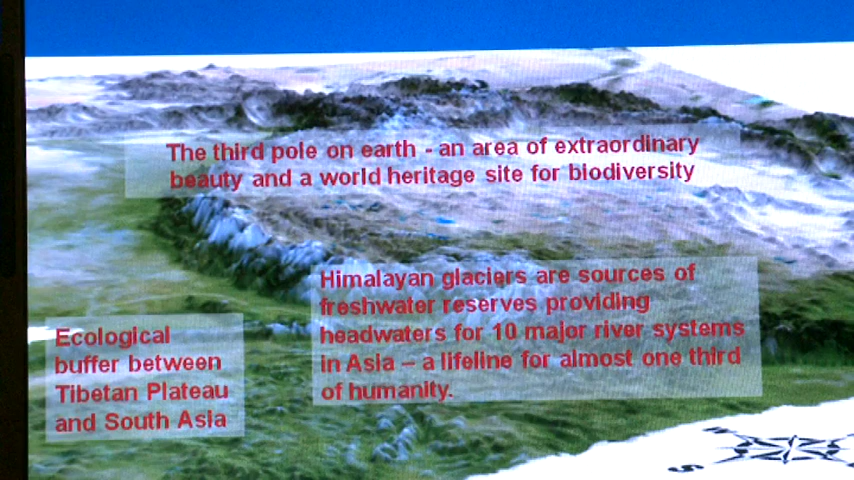 The third pole on earth - an area of extraordinary
beauty and a world heritage site for biodiversity
Himalayan glaciers are sources of
freshwater reserves providing
headwaters for 10 major river systems
in Asia – a lifeline for almost one third
of humanity.
Ecological
buffer between
Tibetan Plateau
and South Asia
S